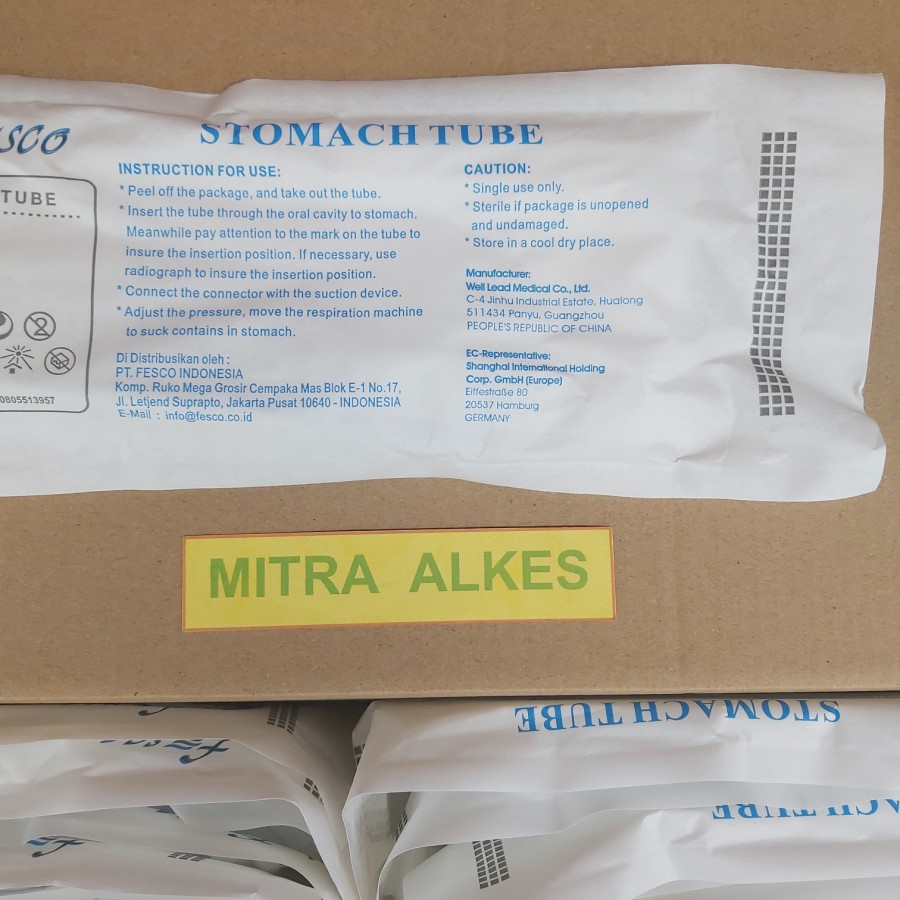 STOMACH TUBE
TUBE
0805513957
INSTRUCTION FOR USE:
* Peel off the package, and take out the tube.
* Insert the tube through the oral cavity to stomach.
Meanwhile pay attention to the mark on the tube to
insure the insertion position. If necessary, use
radiograph to insure the insertion position.
* Connect the connector with the suction device.
* Adjust the pressure, move the respiration machine
to suck contains in stomach.
Di Distribusikan oleh :
PT. FESCO INDONESIA
Komp. Ruko Mega Grosir Cempaka Mas Blok E-1 No.17,
Jl. Letjend Suprapto, Jakarta Pusat 10640 - INDONESIA
E-Mail : info@fesco.co.id
CAUTION:
* Single use only.
* Sterile if package is unopened
and undamaged.
* Store in a cool dry place.
Manufacturer:
Well Lead Medical Co., Ltd.
C-4 Jinhu Industrial Estate, Hualong
511434 Panyu, Guangzhou
PEOPLE'S REPUBLIC OF CHINA
EC-Representative:
Shanghai International Holding
Corp. GmbH (Europe)
Eiffestraße 80
20537 Hamburg
GERMANY
MITRA ALKES
STOMACH TUBE
TUBE